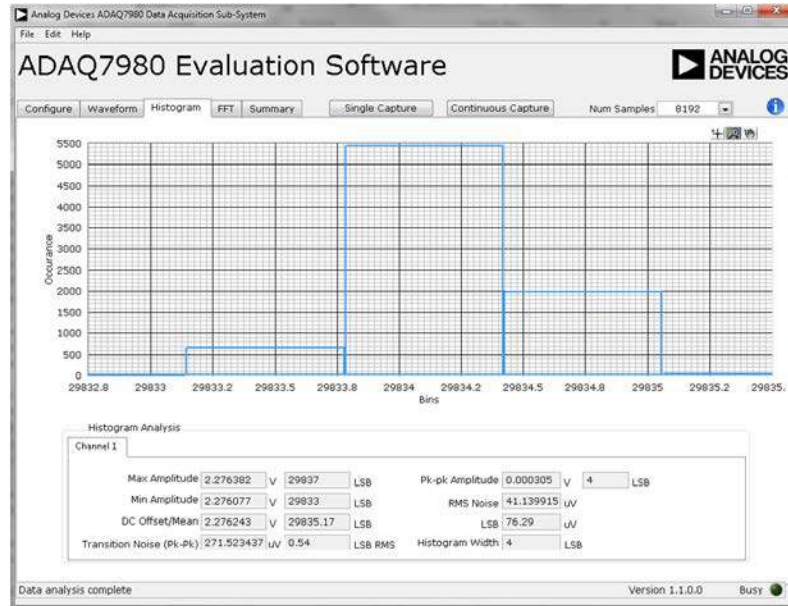 Analog Devices ADAQ7980 Data Acquisition Sub-System
File Edit Help
ADAQ7980 Evaluation Software
ANALOG
DEVICES
Configure Waveform Histogram FFT Summary Single Capture Continuous Capture Num Samples 8192
5500
5000
4500
4000
3500
3000
2500
2000
1500
1000
500
0
Occurance
29832.8 29833 29833.2 29833.5 29833.8 29834 29834.2 29834.5 29834.8 29835 29835.2 29835.
Bins
Histogram Analysis
Channel 1
Max Amplitude 2.276382 V 29837 LSB Pk-pk Amplitude 0.000305 V 4 LSB
Min Amplitude 2.276077 V 29833 LSB RMS Noise 41.139915 uV
DC Offset/Mean 2.276243 V 29835.17 LSB LSB 76.29 uV
Transition Noise (Pk-Pk) 271.523437 uV 0.54 LSB RMS Histogram Width 4 LSB
Data analysis complete Version 1.1.0.0 Busy